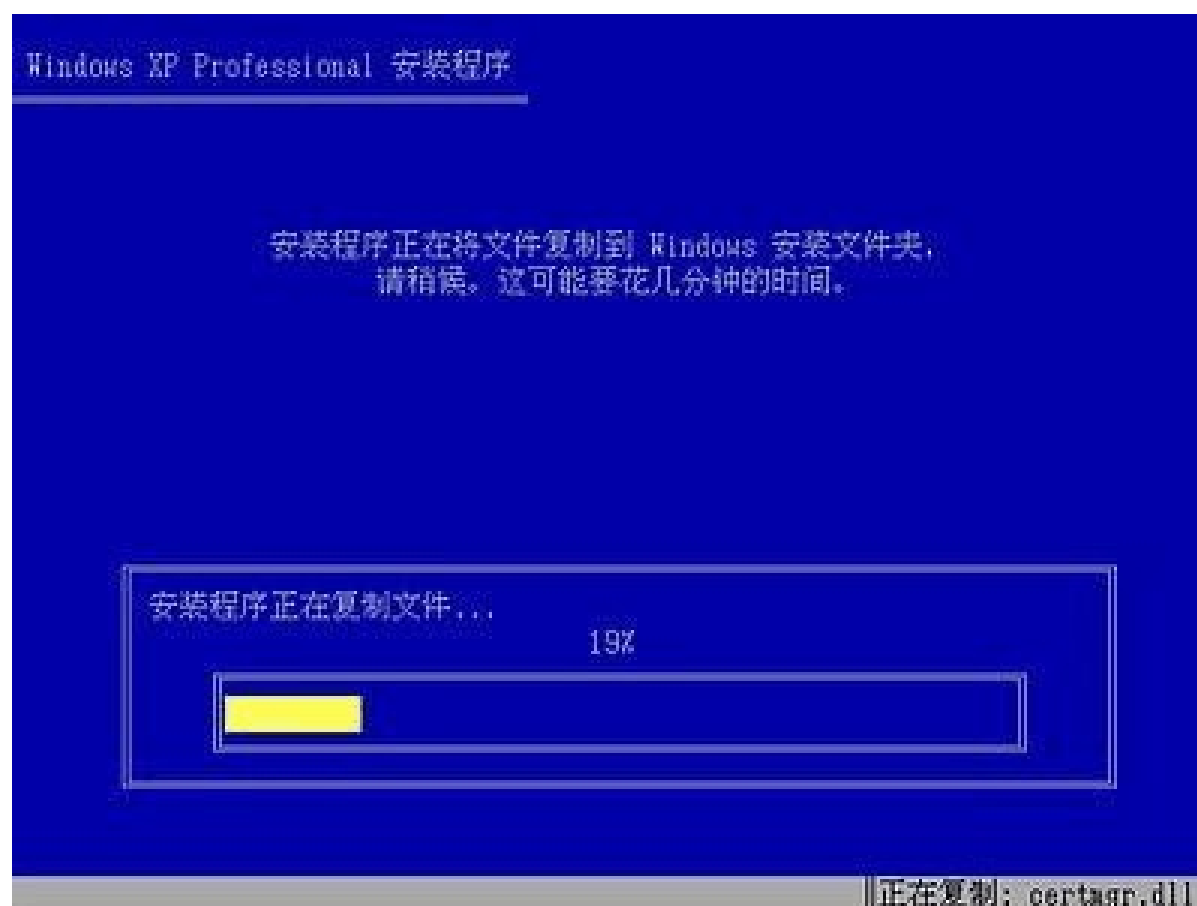 Windows XP Professional 安装程序
安装程序正在将文件复制到 Windows 安装文件夹,
请稍候。这可能要花几分钟的时间。
安装程序正在复制文件...
19%
正在复制: certmgr.dll